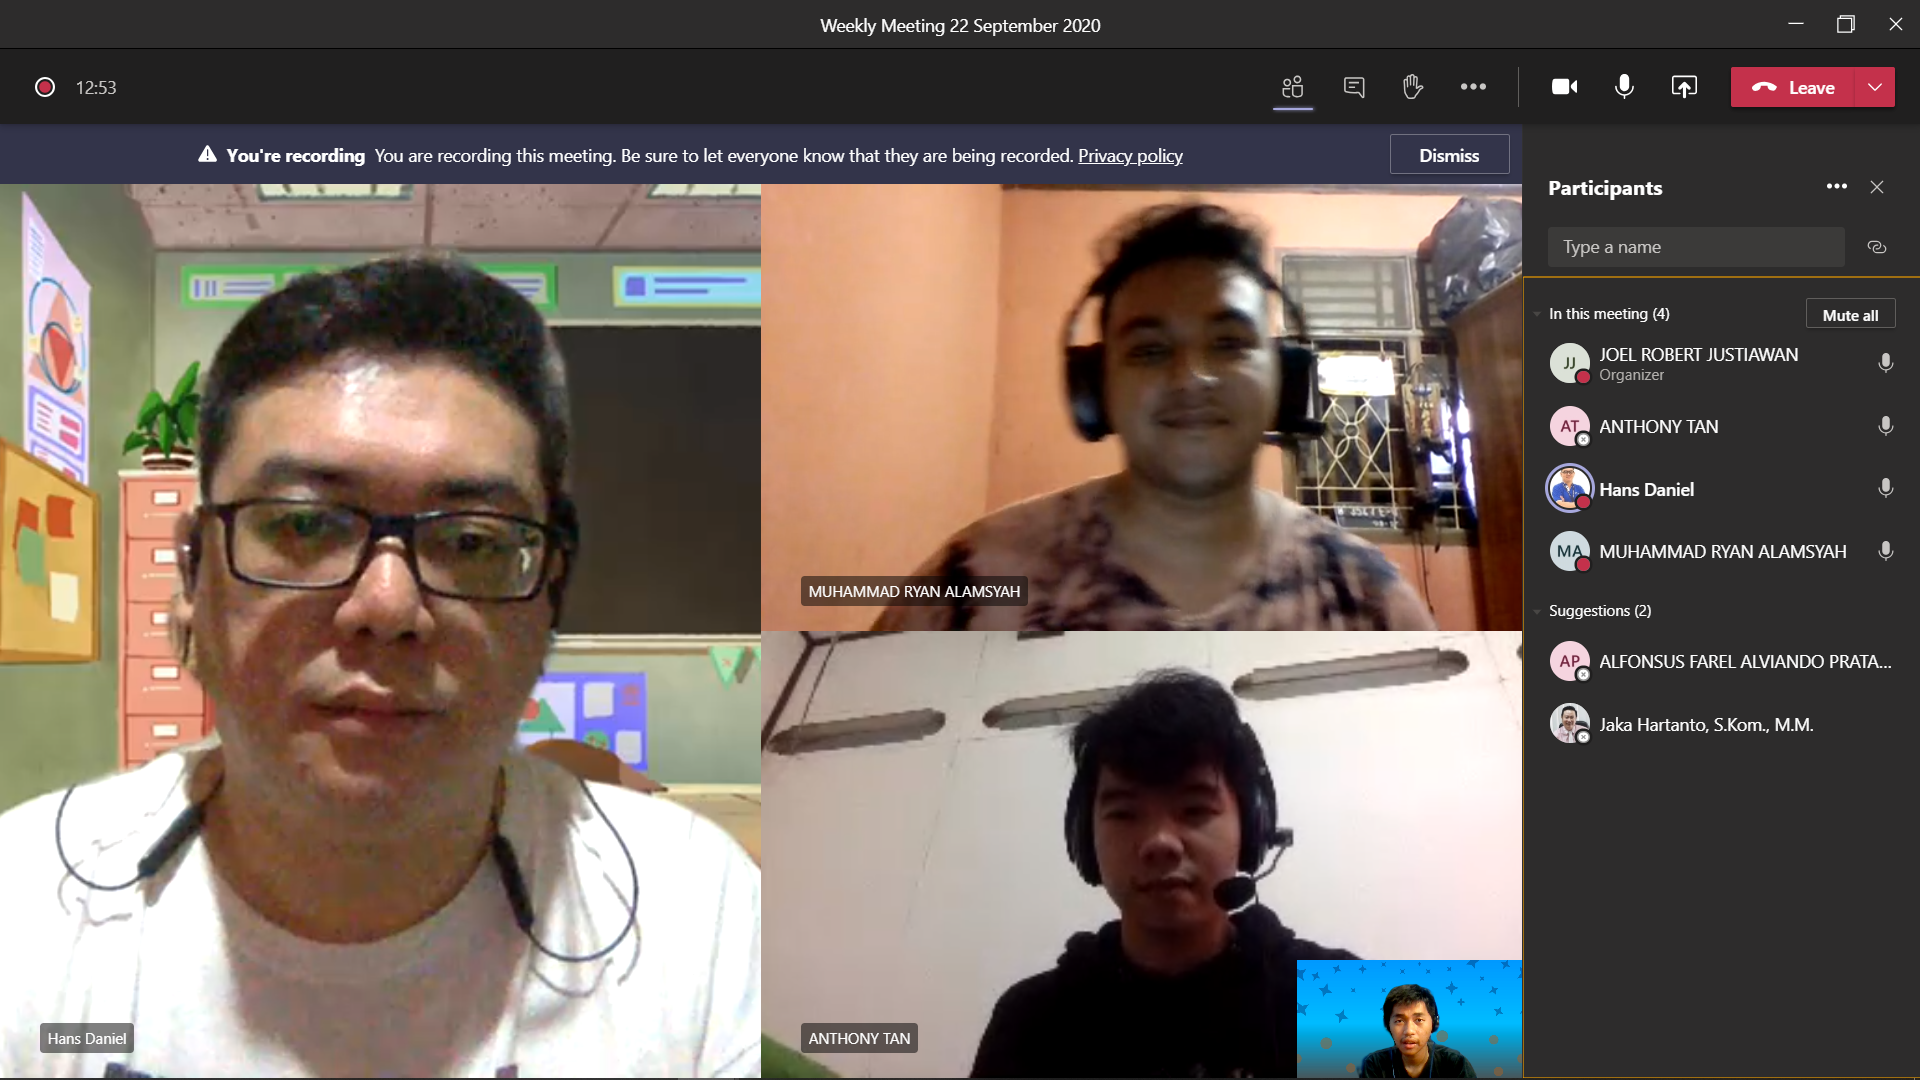 Weekly Meeting 22 September 2020
12:53
Leave
You're recording You are recording this meeting. Be sure to let everyone know that they are being recorded. Privacy policy
Dismiss
Hans Daniel
MUHAMMAD RYAN ALAMSYAH
ANTHONY TAN
Participants
Type a name
In this meeting (4)
Mute all
JJ
JOEL ROBERT JUSTIAWAN
Organizer
AT
ANTHONY TAN
Hans Daniel
MA
MUHAMMAD RYAN ALAMSYAH
Suggestions (2)
AP
ALFONSUS FAREL ALVIANDO PRATA...
Jaka Hartanto, S.Kom., M.M.